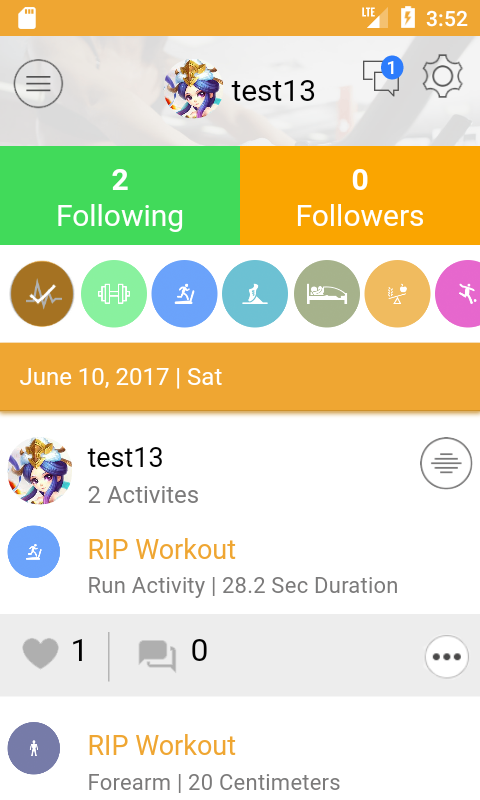 LTE 3:52
test13
1
2
Following
0
Followers
June 10, 2017 | Sat
test13
2 Activites
RIP Workout
Run Activity | 28.2 Sec Duration
1 0
RIP Workout
Forearm | 20 Centimeters